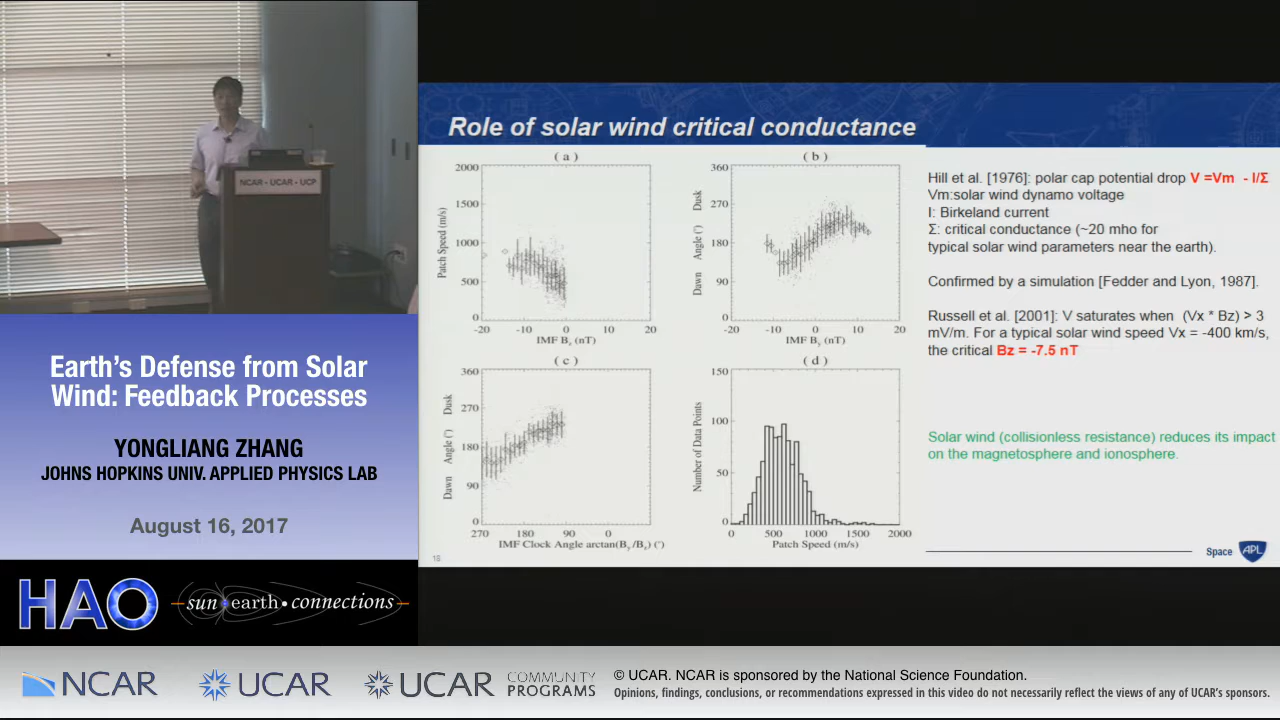 NCAR - UCAR - UCP
Earth's Defense from Solar
Wind: Feedback Processes
YONGLIANG ZHANG
JOHNS HOPKINS UNIV. APPLIED PHYSICS LAB
August 16, 2017
HAO
sun•earth•connections
Role of solar wind critical conductance
(a)
2000
1500
1000
500
0
Patch Speed (m/s)
-20 -10 0 10 20
IMF Bz (nT)
(b)
360
270
180
90
0
Dawn Angle (°) Dusk
-20 -10 0 10 20
IMF By (nT)
(c)
360
270
180
90
0
Dawn Angle (°) Dusk
270 180 90 0
IMF Clock Angle arctan(By/Bz) (°)
(d)
150
100
50
0
Number of Data Points
0 500 1000 1500 2000
Patch Speed (m/s)
Hill et al. [1976]: polar cap potential drop V =Vm - I/Σ
Vm:solar wind dynamo voltage
I: Birkeland current
Σ: critical conductance (~20 mho for
typical solar wind parameters near the earth).
Confirmed by a simulation [Fedder and Lyon, 1987].
Russell et al. [2001]: V saturates when (Vx * Bz) > 3
mV/m. For a typical solar wind speed Vx = -400 km/s,
the critical Bz = -7.5 nT
Solar wind (collisionless resistance) reduces its impact
on the magnetosphere and ionosphere.
16
Space APL
NCAR
UCAR
UCAR COMMUNITY PROGRAMS
© UCAR. NCAR is sponsored by the National Science Foundation.
Opinions, findings, conclusions, or recommendations expressed in this video do not necessarily reflect the views of any of UCAR's sponsors.